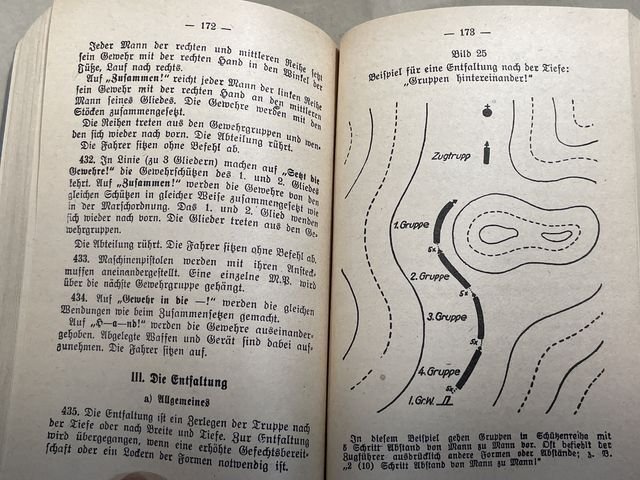 — 172 —
Jeder Mann der rechten und mittleren Reihe setzt
sein Gewehr mit der rechten Hand in den Winkel der
Füße, Lauf nach rechts.
Auf „Zusammen!" reicht jeder Mann der linken Reihe
sein Gewehr mit der rechten Hand an den mittleren
Mann seines Gliedes. Die Gewehre werden mit den
Stöcken zusammengesetzt.
Die Reihen treten aus den Gewehrgruppen und wen-
den sich wieder nach vorn. Die Abteilung rührt.
Die Fahrer sitzen ohne Befehl ab.
432. In Linie (zu 3 Gliedern) machen auf „Setzt die
Gewehre!" die Gewehrschützen des 1. und 2. Gliedes
kehrt. Auf „Zusammen!" werden die Gewehre von den
gleichen Schützen in gleicher Weise zusammengesetzt wie
in der Marschordnung. Das 1. und 2. Glied wenden
sich wieder nach vorn. Die Glieder treten aus den Ge-
wehrgruppen.
Die Abteilung rührt. Die Fahrer sitzen ohne Befehl ab.
433. Maschinenpistolen werden mit ihren Ansteck-
muffen aneinandergestellt. Eine einzelne M.P. wird
über die nächste Gewehrgruppe gehängt.
434. Auf „Gewehr in die —!" werden die gleichen
Wendungen wie beim Zusammensetzen gemacht.
Auf „H—a—nd!" werden die Gewehre auseinander-
gehoben. Abgelegte Waffen und Gerät sind dabei auf-
zunehmen. Die Fahrer sitzen auf.
III. Die Entfaltung
a) Allgemeines
435. Die Entfaltung ist ein Zerlegen der Truppe nach
der Tiefe oder nach Breite und Tiefe. Zur Entfaltung
wird übergegangen, wenn eine erhöhte Gefechtsbereit-
schaft oder ein Lockern der Formen notwendig ist.
— 173 —
Bild 25
Beispiel für eine Entfaltung nach der Tiefe:
„Gruppen hintereinander!"
Zugtrupp
1. Gruppe
5x
2. Gruppe
5x
3. Gruppe
5x
4. Gruppe
5x
l. Gr.W.
In diesem Beispiel gehen Gruppen in Schützenreihe mit
5 Schritt Abstand von Mann zu Mann vor. Oft befiehlt der
Zugführer ausdrücklich andere Formen oder Abstände; z. B.
„2 (10) Schritt Abstand von Mann zu Mann!"